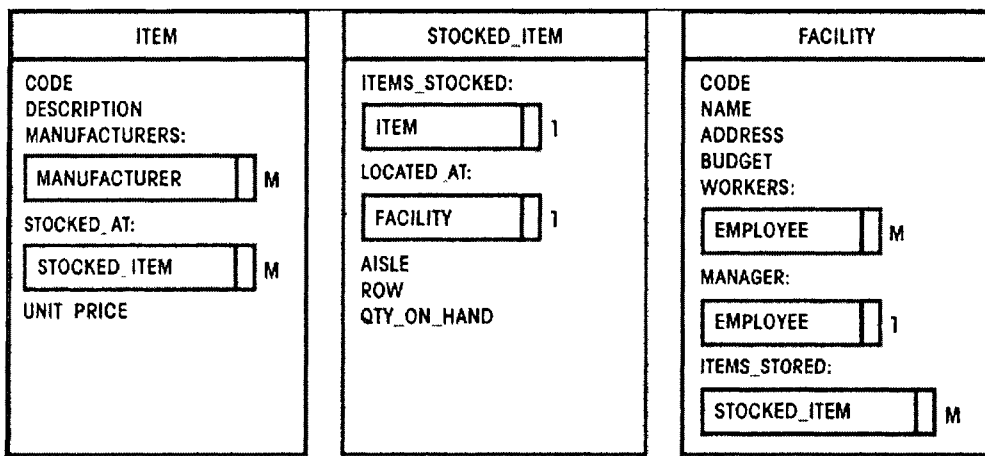 ITEM
CODE
DESCRIPTION
MANUFACTURERS:
MANUFACTURER M
STOCKED_AT:
STOCKED_ITEM M
UNIT PRICE
STOCKED_ITEM
ITEMS_STOCKED:
ITEM 1
LOCATED_AT:
FACILITY 1
AISLE
ROW
QTY_ON_HAND
FACILITY
CODE
NAME
ADDRESS
BUDGET
WORKERS:
EMPLOYEE M
MANAGER:
EMPLOYEE 1
ITEMS_STORED:
STOCKED_ITEM M